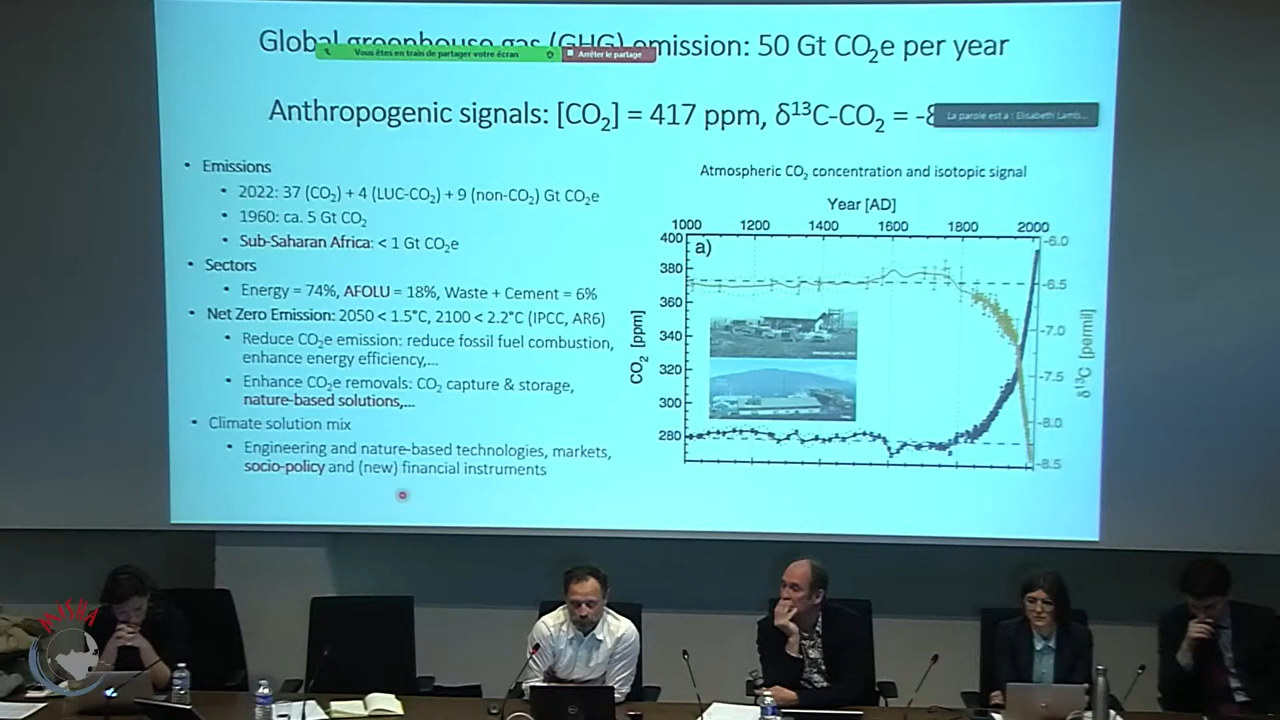 Global greenhouse gas (GHG) emission: 50 Gt CO₂e per year
Vous êtes en train de partager votre écran
Arrêter le partage
Anthropogenic signals: [CO₂] = 417 ppm, δ¹³C-CO₂ = -8
La parole est à : Elisabeth Lamb...
• Emissions
• 2022: 37 (CO₂) + 4 (LUC-CO₂) + 9 (non-CO₂) Gt CO₂e
• 1960: ca. 5 Gt CO₂
• Sub-Saharan Africa: < 1 Gt CO₂e
• Sectors
• Energy = 74%, AFOLU = 18%, Waste + Cement = 6%
• Net Zero Emission: 2050 < 1.5°C, 2100 < 2.2°C (IPCC, AR6)
• Reduce CO₂e emission: reduce fossil fuel combustion,
enhance energy efficiency,...
• Enhance CO₂e removals: CO₂ capture & storage,
nature-based solutions,...
• Climate solution mix
• Engineering and nature-based technologies, markets,
socio-policy and (new) financial instruments
Atmospheric CO₂ concentration and isotopic signal
Year [AD]
1000 1200 1400 1600 1800 2000
a)
CO₂ [ppm]
400
380
360
340
320
300
280
-6.0
-6.5
-7.0
-7.5
-8.0
-8.5
δ¹³C [permil]